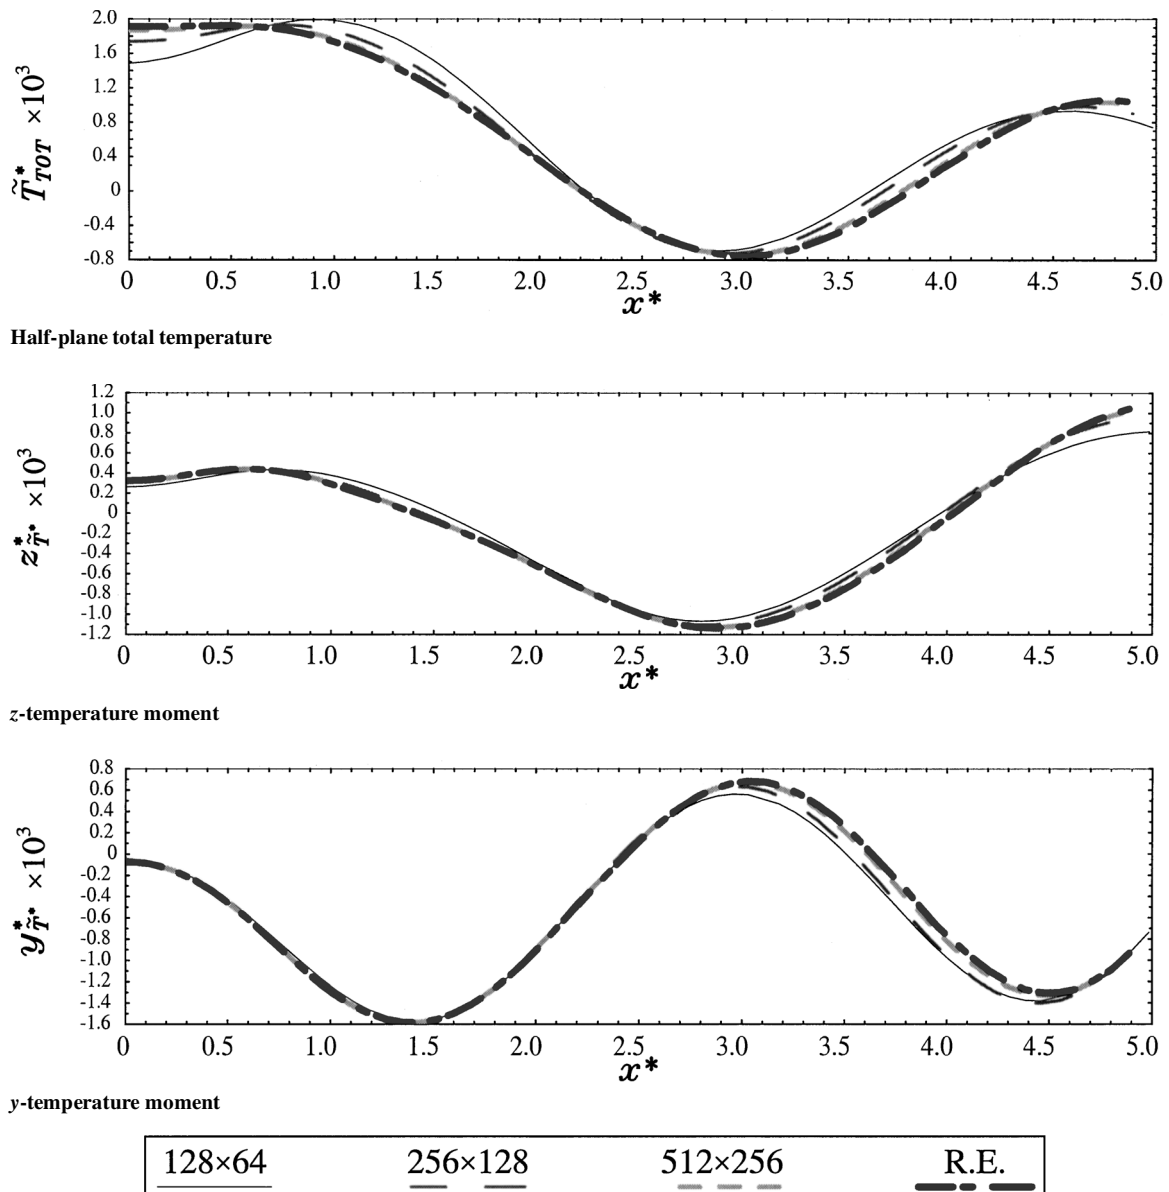 2.0
1.6
1.2
0.8
0.4
0
-0.4
-0.8
T̃*TOT ×10³
0 0.5 1.0 1.5 2.0 2.5 3.0 3.5 4.0 4.5 5.0
x*
Half-plane total temperature
1.2
1.0
0.8
0.6
0.4
0.2
0
-0.2
-0.4
-0.6
-0.8
-1.0
-1.2
z*T̃* ×10³
0 0.5 1.0 1.5 2.0 2.5 3.0 3.5 4.0 4.5 5.0
x*
z-temperature moment
0.8
0.6
0.4
0.2
0
-0.2
-0.4
-0.6
-0.8
-1.0
-1.2
-1.4
-1.6
y*T̃* ×10³
0 0.5 1.0 1.5 2.0 2.5 3.0 3.5 4.0 4.5 5.0
x*
y-temperature moment
128×64 256×128 512×256 R.E.